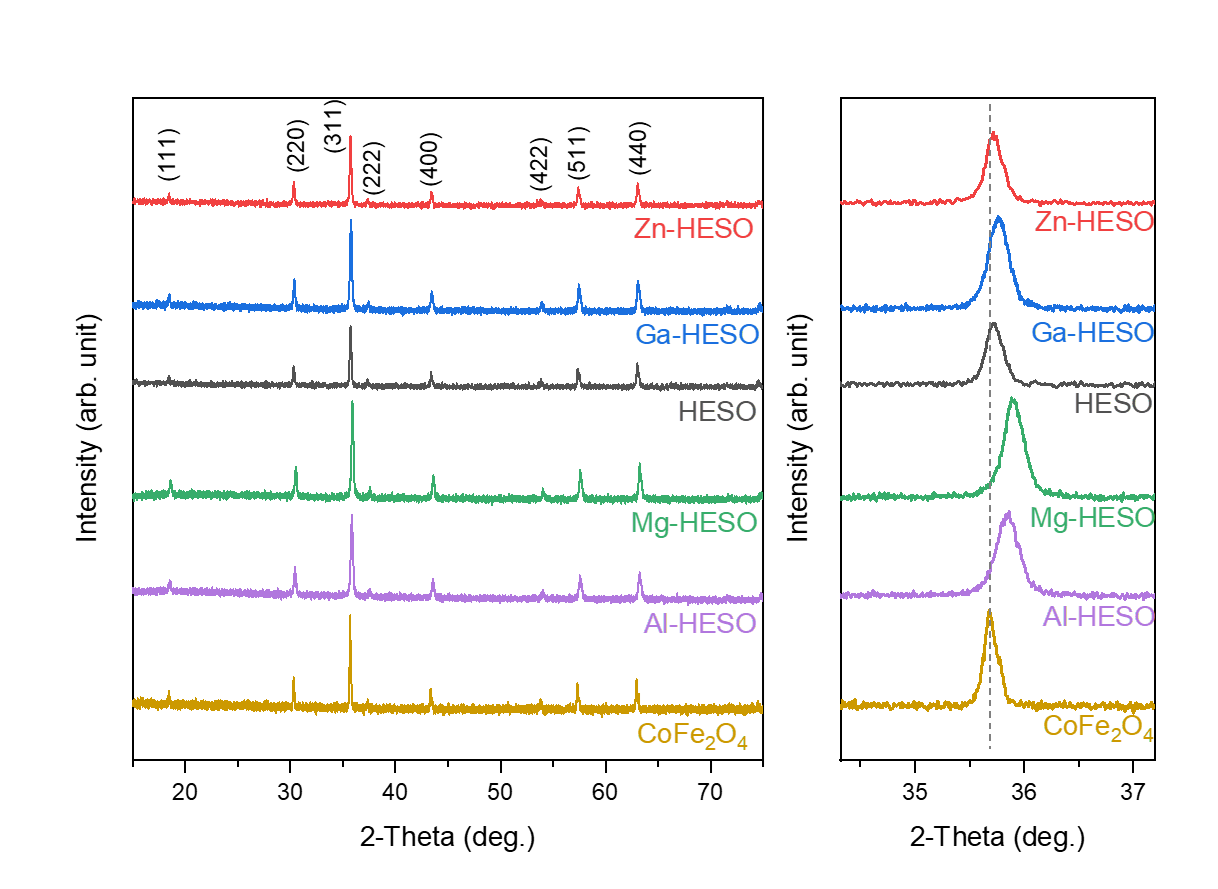 (111)
(220)
(311)
(222)
(400)
(422)
(511)
(440)
Zn-HESO
Ga-HESO
HESO
Mg-HESO
Al-HESO
CoFe₂O₄
Intensity (arb. unit)
20 30 40 50 60 70
2-Theta (deg.)
Zn-HESO
Ga-HESO
HESO
Mg-HESO
Al-HESO
CoFe₂O₄
Intensity (arb. unit)
35 36 37
2-Theta (deg.)